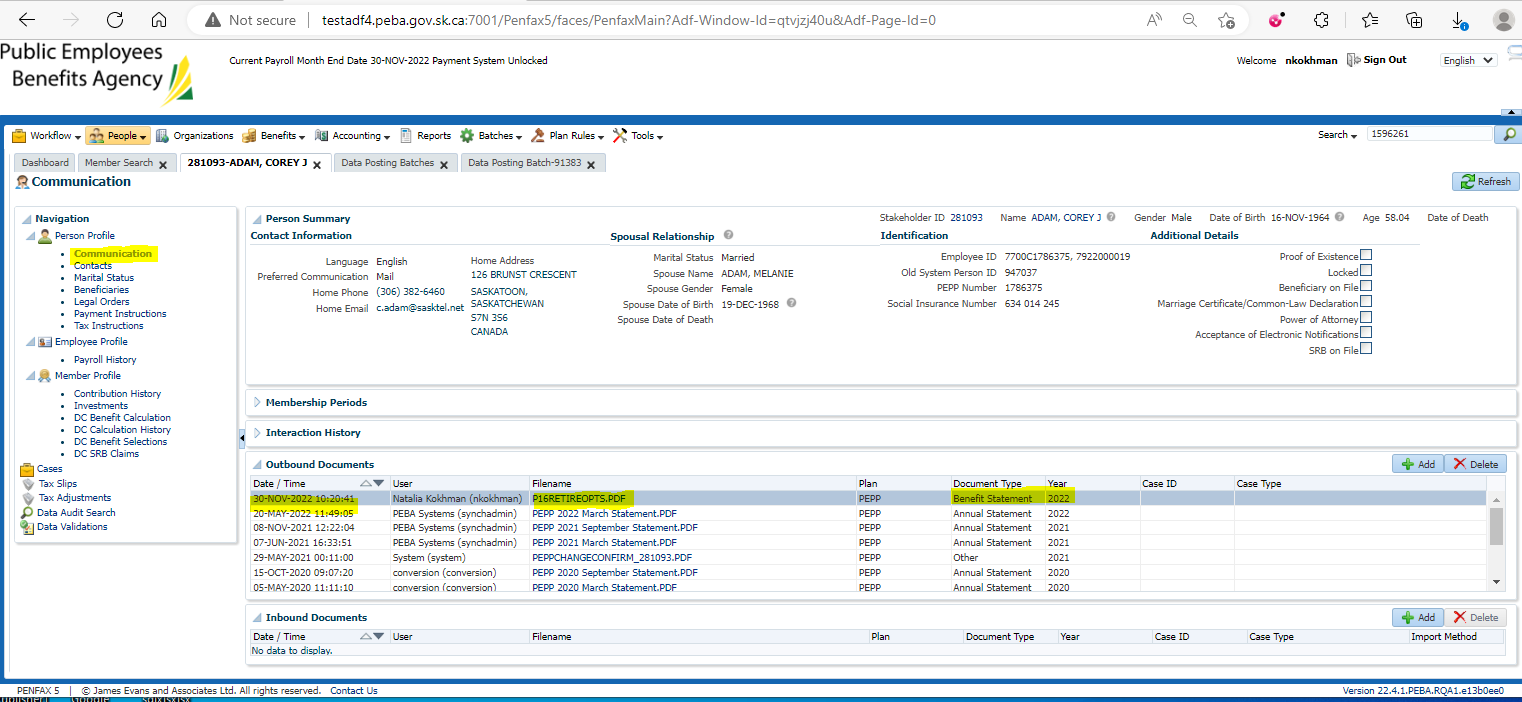 Not secure | testadf4.peba.gov.sk.ca:7001/Penfax5/faces/PenfaxMain?Adf-Window-Id=qtvjzj40u&Adf-Page-Id=0
Public Employees
Benefits Agency
Current Payroll Month End Date 30-NOV-2022 Payment System Unlocked
Welcome nkokhman Sign Out English
Workflow People Organizations Benefits Accounting Reports Batches Plan Rules Tools Search 1596261
Dashboard Member Search 281093-ADAM, COREY J Data Posting Batches Data Posting Batch-91383
Communication
Refresh
Navigation
Person Profile
Communication
Contacts
Marital Status
Beneficiaries
Legal Orders
Payment Instructions
Tax Instructions
Employee Profile
Payroll History
Member Profile
Contribution History
Investments
DC Benefit Calculation
DC Calculation History
DC Benefit Selections
DC SRB Claims
Cases
Tax Slips
Tax Adjustments
Data Audit Search
Data Validations
Person Summary
Stakeholder ID 281093 Name ADAM, COREY J Gender Male Date of Birth 16-NOV-1964 Age 58.04 Date of Death
Contact Information
Language English
Preferred Communication Mail
Home Phone (306) 382-6460
Home Email c.adam@sasktel.net
Home Address
126 BRUNST CRESCENT
SASKATOON,
SASKATCHEWAN
S7N 3S6
CANADA
Spousal Relationship
Marital Status Married
Spouse Name ADAM, MELANIE
Spouse Gender Female
Spouse Date of Birth 19-DEC-1968
Spouse Date of Death
Identification
Employee ID 7700C1786375, 7922000019
Old System Person ID 947037
PEPP Number 1786375
Social Insurance Number 634 014 245
Additional Details
Proof of Existence
Locked
Beneficiary on File
Marriage Certificate/Common-Law Declaration
Power of Attorney
Acceptance of Electronic Notifications
SRB on File
Membership Periods
Interaction History
Outbound Documents
Add Delete
Date / Time User Filename Plan Document Type Year Case ID Case Type
30-NOV-2022 10:20:41 Natalia Kokhman (nkokhman) P16RETIREOPTS.PDF PEPP Benefit Statement 2022
20-MAY-2022 11:49:05 PEBA Systems (synchadmin) PEPP 2022 March Statement.PDF PEPP Annual Statement 2022
08-NOV-2021 12:22:04 PEBA Systems (synchadmin) PEPP 2021 September Statement.PDF PEPP Annual Statement 2021
07-JUN-2021 16:33:51 PEBA Systems (synchadmin) PEPP 2021 March Statement.PDF PEPP Annual Statement 2021
29-MAY-2021 00:11:00 System (system) PEPPCHANGECONFIRM_281093.PDF PEPP Other 2021
15-OCT-2020 09:07:20 conversion (conversion) PEPP 2020 September Statement.PDF PEPP Annual Statement 2020
05-MAY-2020 11:11:10 conversion (conversion) PEPP 2020 March Statement.PDF PEPP Annual Statement 2020
Inbound Documents
Add Delete
Date / Time User Filename Plan Document Type Year Case ID Case Type Import Method
No data to display.
PENFAX 5 | © James Evans and Associates Ltd. All rights reserved. Contact Us
Version 22.4.1.PEBA.RQA1.e13b0ee0